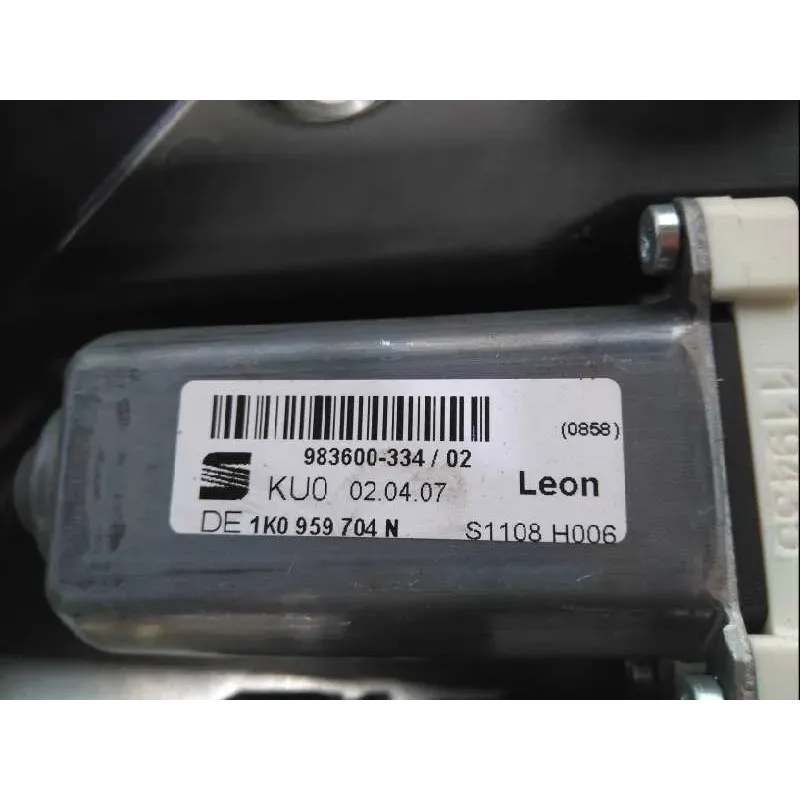 (0858)
983600-334 / 02
KU0 02.04.07 Leon
DE 1K0 959 704 N S1108 H006